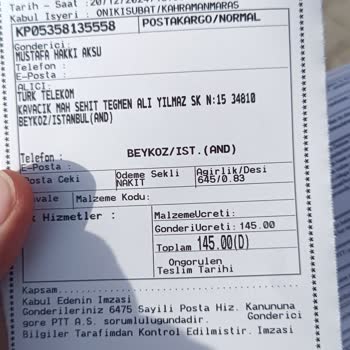 Tarih - Saat :20/12/2024
Kabul Isyeri : ONIKISUBAT/KAHRAMANMARAS
KP05358135558 POSTAKARGO/NORMAL
Gonderici:
MUSTAFA HAKKI AKSU
Telefon :
E-Posta :
ALICI:
TURK TELEKOM
KAVACIK MAH SEHIT TEGMEN ALI YILMAZ SK N:15 34810
BEYKOZ/ISTANBUL(AND)
BEYKOZ/IST.(AND)
Telefon :
E-Posta :
Posta Ceki Odeme Sekli Agirlik/Desi
NAKIT 645/0.83
Havale Malzeme Kodu:
k Hizmetler : MalzemeUcreti:
GonderiUcreti: 145.00
Toplam 145.00(D)
Ongorulen
Teslim Tarihi
Kapsam
Kabul Edenin Imzasi
Gonderileriniz 6475 Sayili Posta Hiz. Kanununa
gore PTT A.S. sorumlulugundadir. Gonderici
Bilgiler Tarafimdan Kontrol Edilmistir. Imzasi